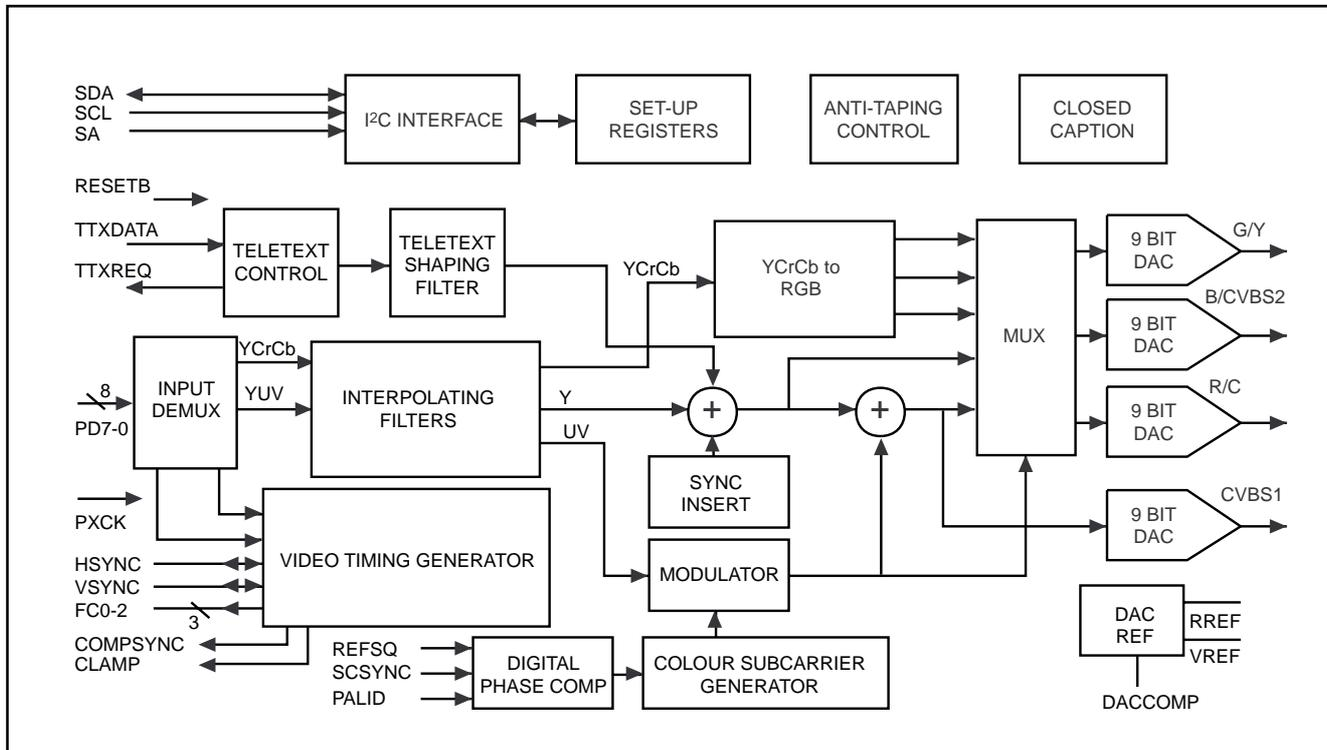 SDA
SCL
SA
I²C INTERFACE
SET-UP
REGISTERS
ANTI-TAPING
CONTROL
CLOSED
CAPTION
RESETB
TTXDATA
TTXREQ
TELETEXT
CONTROL
TELETEXT
SHAPING
FILTER
YCrCb
YCrCb to
RGB
MUX
9 BIT
DAC
G/Y
9 BIT
DAC
B/CVBS2
9 BIT
DAC
R/C
9 BIT
DAC
CVBS1
8
PD7-0
INPUT
DEMUX
YCrCb
YUV
INTERPOLATING
FILTERS
Y
UV
+
+
SYNC
INSERT
PXCK
HSYNC
VSYNC
FC0-2
3
COMPSYNC
CLAMP
VIDEO TIMING GENERATOR
MODULATOR
REFSQ
SCSYNC
PALID
DIGITAL
PHASE COMP
COLOUR SUBCARRIER
GENERATOR
DAC
REF
RREF
VREF
DACCOMP